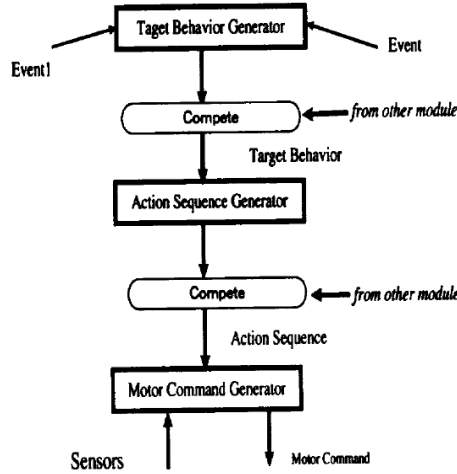 Taget Behavior Generator
Event1
Event
Compete
from other module
Target Behavior
Action Sequence Generator
Compete
from other module
Action Sequence
Motor Command Generator
Sensors
Motor Command